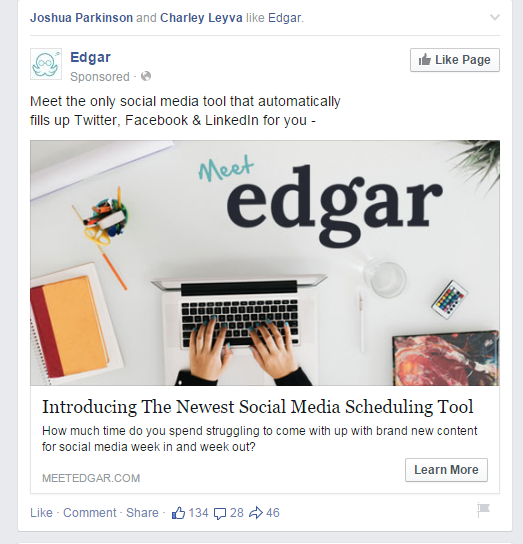 Joshua Parkinson and Charley Leyva like Edgar.
Edgar
Sponsored ·
Like Page
Meet the only social media tool that automatically
fills up Twitter, Facebook & LinkedIn for you -
Meet
edgar
Introducing The Newest Social Media Scheduling Tool
How much time do you spend struggling to come with up with brand new content
for social media week in and week out?
MEETEDGAR.COM
Learn More
Like · Comment · Share · 134 28 46